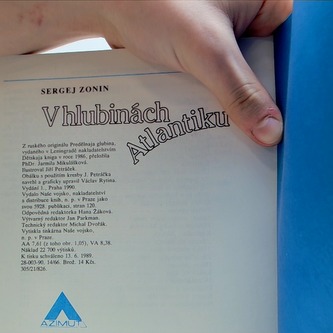 SERGEJ ZONIN
V hlubinách
Atlantiku
Z ruského originálu Predělnaja glubina,
vydaného v Leningradě nakladatelstvím
Dětskaja kniga v roce 1986, přeložila
PhDr. Jarmila Mikulášková.
Ilustroval Jiří Petráček.
Obálku s použitím kresby J. Petráčka
navrhl a graficky upravil Václav Rytina.
Vydání 1., Praha 1990.
Vydalo Naše vojsko, nakladatelství
a distribuce knih, o. p. v Praze jako
svou 5928. publikaci, stran 120.
Odpovědná redaktorka Hana Žáková.
Výtvarný redaktor Jan Parkman.
Technický redaktor Michal Dvořák.
Vytiskla tiskárna Naše vojsko,
o. p. v Praze.
AA 7,61 (z toho obr. 1,05), VA 8,38.
Náklad 22 700 výtisků.
K tisku schváleno 13. 6. 1989.
28-003-90. 14/66. Brož. 14 Kčs.
305/21/826.
AZIMUT